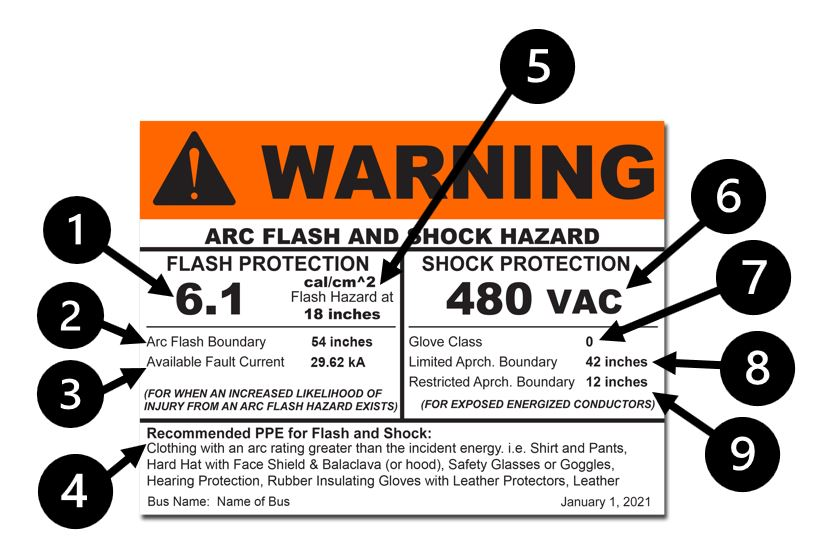 5
WARNING
6
1
ARC FLASH AND SHOCK HAZARD
FLASH PROTECTION
SHOCK PROTECTION
7
6.1
cal/cm^2
Flash Hazard at
18 inches
480 VAC
2
Arc Flash Boundary 54 inches
Glove Class 0
Available Fault Current 29.62 kA
Limited Aprch. Boundary 42 inches
8
3
Restricted Aprch. Boundary 12 inches
(FOR WHEN AN INCREASED LIKELIHOOD OF
INJURY FROM AN ARC FLASH HAZARD EXISTS)
(FOR EXPOSED ENERGIZED CONDUCTORS)
9
Recommended PPE for Flash and Shock:
4
Clothing with an arc rating greater than the incident energy. i.e. Shirt and Pants,
Hard Hat with Face Shield & Balaclava (or hood), Safety Glasses or Goggles,
Hearing Protection, Rubber Insulating Gloves with Leather Protectors, Leather
Bus Name: Name of Bus January 1, 2021